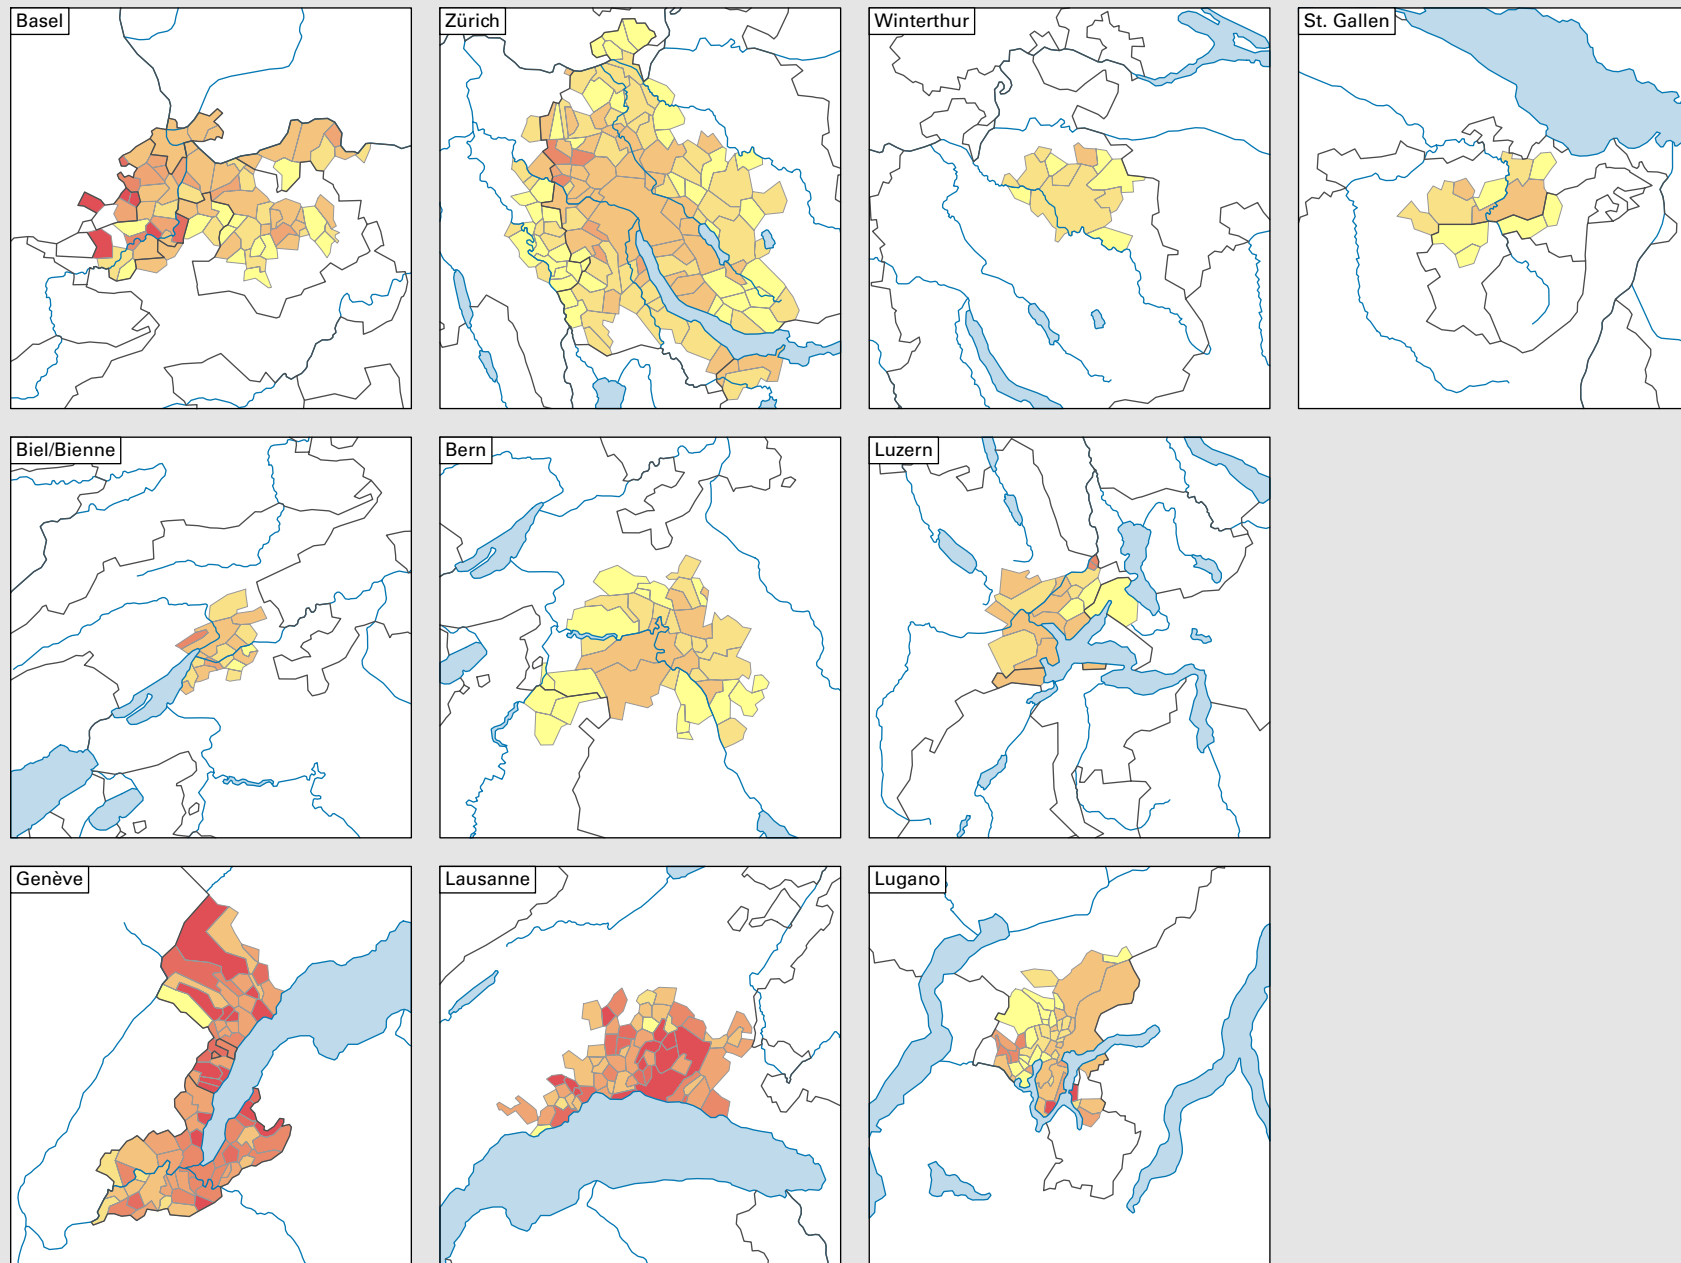 Basel
Zürich
Winterthur
St. Gallen
Biel/Bienne
Bern
Luzern
Genève
Lausanne
Lugano